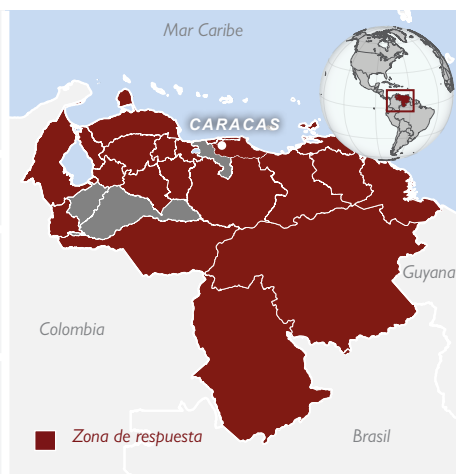 Mar Caribe
CARACAS
Guyana
Colombia
Zona de respuesta
Brasil